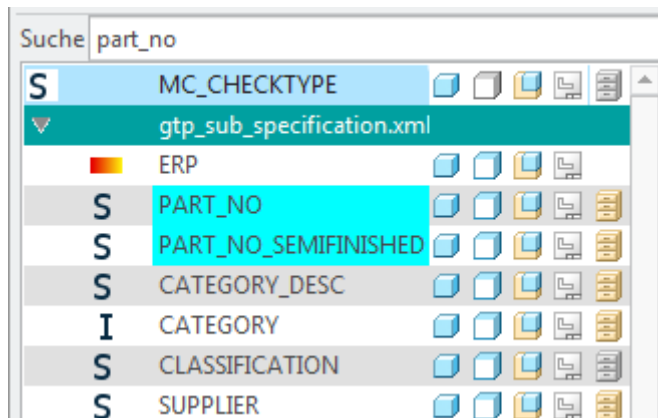 Suche part_no
S MC_CHECKTYPE
gtp_sub_specification.xml
ERP
S PART_NO
S PART_NO_SEMIFINISHED
S CATEGORY_DESC
I CATEGORY
S CLASSIFICATION
S SUPPLIER